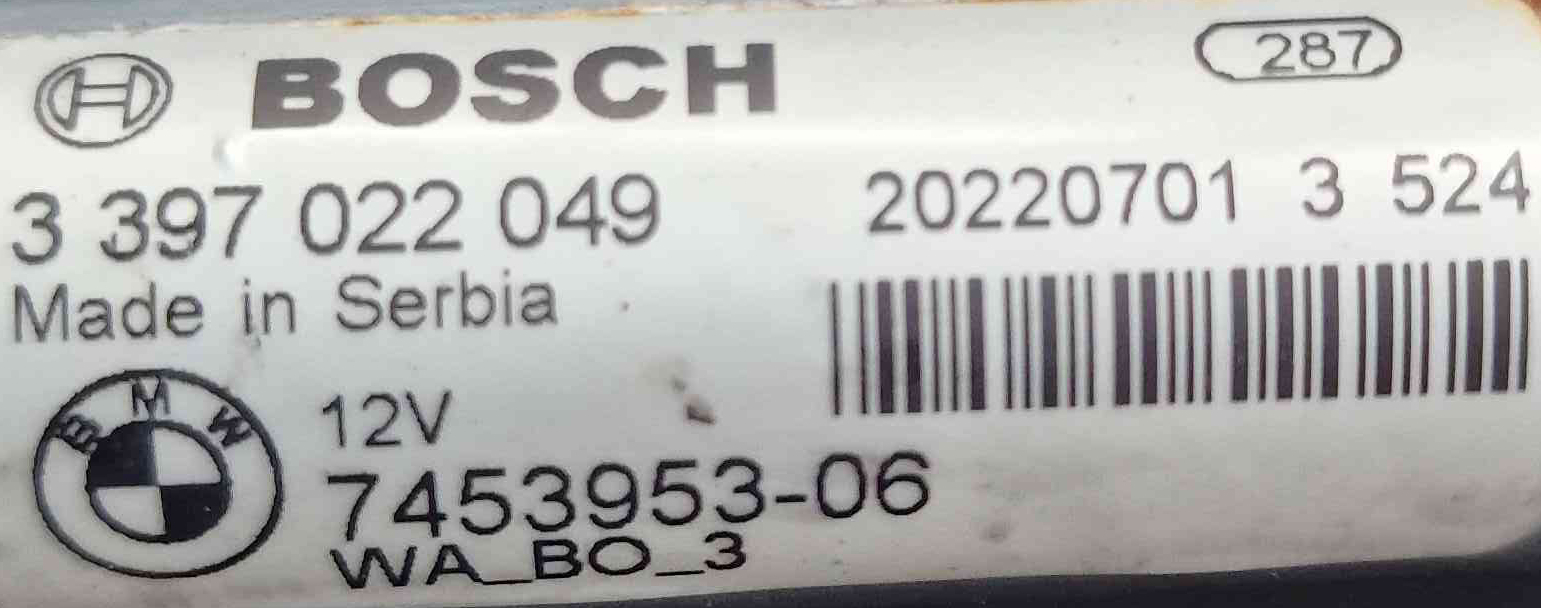 BOSCH 287
3 397 022 049 20220701 3 524
Made in Serbia
BMW
12V
7453953-06
WA_BO_3